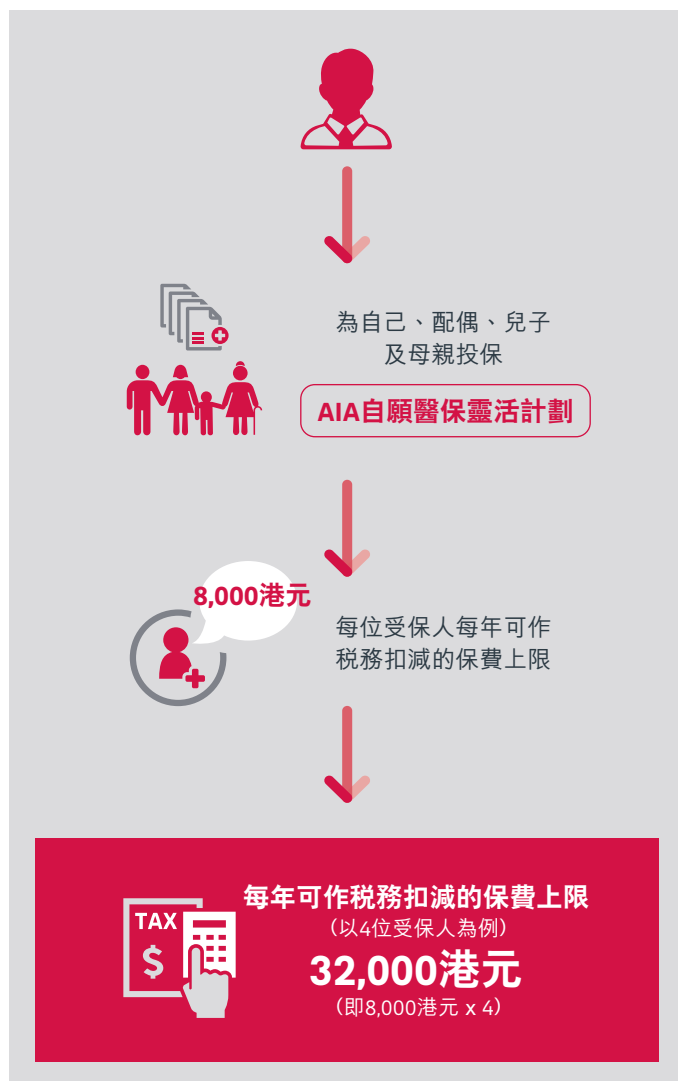 為自己、配偶、兒子
及母親投保
AIA自願醫保靈活計劃
8,000港元
每位受保人每年可作
税務扣減的保費上限
TAX
$
每年可作税務扣減的保費上限
（以4位受保人為例）
32,000港元
（即8,000港元 x 4）